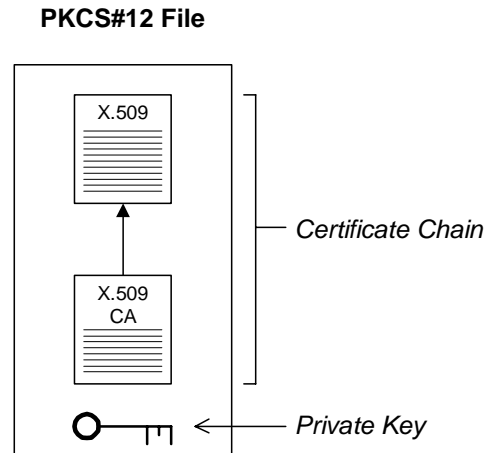 PKCS#12 File
X.509
Certificate Chain
X.509
CA
Private Key